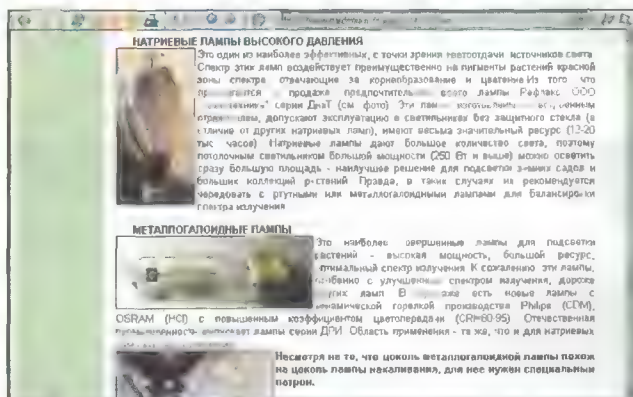 НАТРИЕВЫЕ ЛАМПЫ ВЫСОКОГО ДАВЛЕНИЯ
Это один из наиболее эффективных, с точки зрения светоотдачи источников света
Спектр этих ламп воздействует преимущественно на пигменты растений красной
зоны спектра отвечающие за корнеобразование и цветение Из того что
продаже предпочтительнее всего лампы Рефлакс ООО
серии ДнаТ (см фото) Эти лампы
допускают эксплуатацию в светильниках без защитного стекла (в
отличие от других натриевых ламп), имеют весьма значительный ресурс (12-20
тыс часов) Натриевые лампы дают большое количество света, поэтому
потолочным светильником большой мощности (250 Вт и выше) можно осветить
сразу большую площадь - наилучшее решение для подсветки зимних садов и
больших коллекций растений Правда, в таких случаях их рекомендуется
чередовать с ртутными или металлогалоидными лампами для балансировки
спектра излучения
МЕТАЛЛОГАЛОИДНЫЕ ЛАМПЫ
Это наиболее совершенные лампы для подсветки
растений - высокая мощность, большой ресурс,
оптимальный спектр излучения К сожалению эти лампы,
особенно с улучшенным спектром излучения, дороже
других ламп В продаже есть новые лампы с
керамической горелкой производства Philips (CDM),
OSRAM (HCI) с повышенным коэффициентом цветопередачи (CRI=80-95) Отечественная
промышленность выпускает лампы серии ДРИ Область применения - та же, что и для натриевых
Несмотря на то, что цоколь металлогалоидной лампы похож
на цоколь лампы накаливания, для нее нужен специальный
патрон.